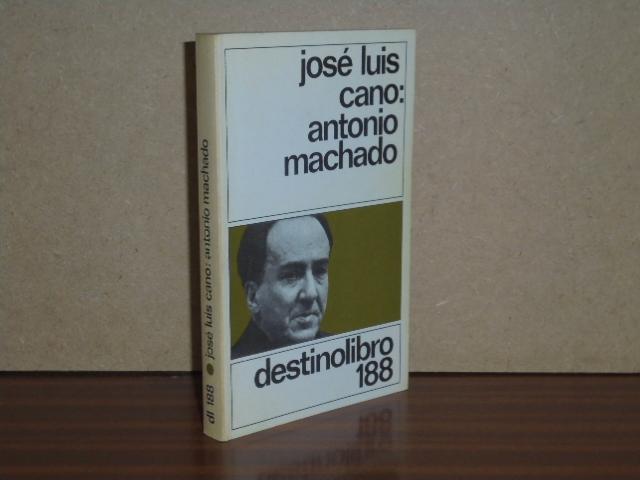 josé luis
cano:
antonio
machado
destinolibro
188
dl 188 josé luis cano: antonio machado